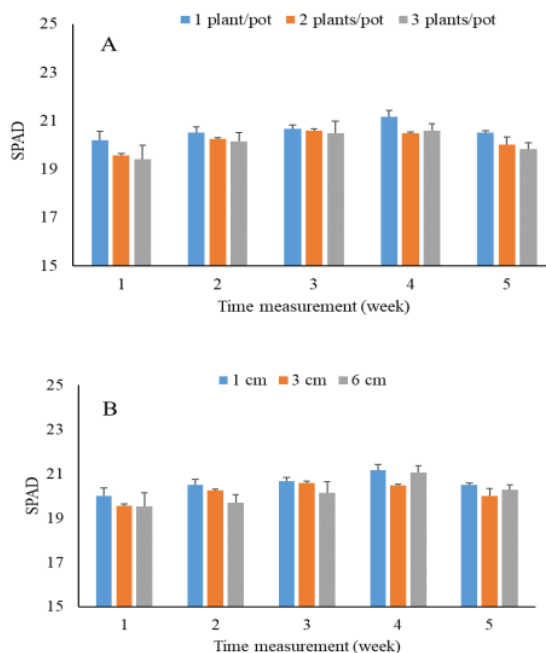 1 plant/pot 2 plants/pot 3 plants/pot
A
25
23
21
19
17
15
SPAD
1 2 3 4 5
Time measurement (week)
1 cm 3 cm 6 cm
B
25
23
21
19
17
15
SPAD
1 2 3 4 5
Time measurement (week)